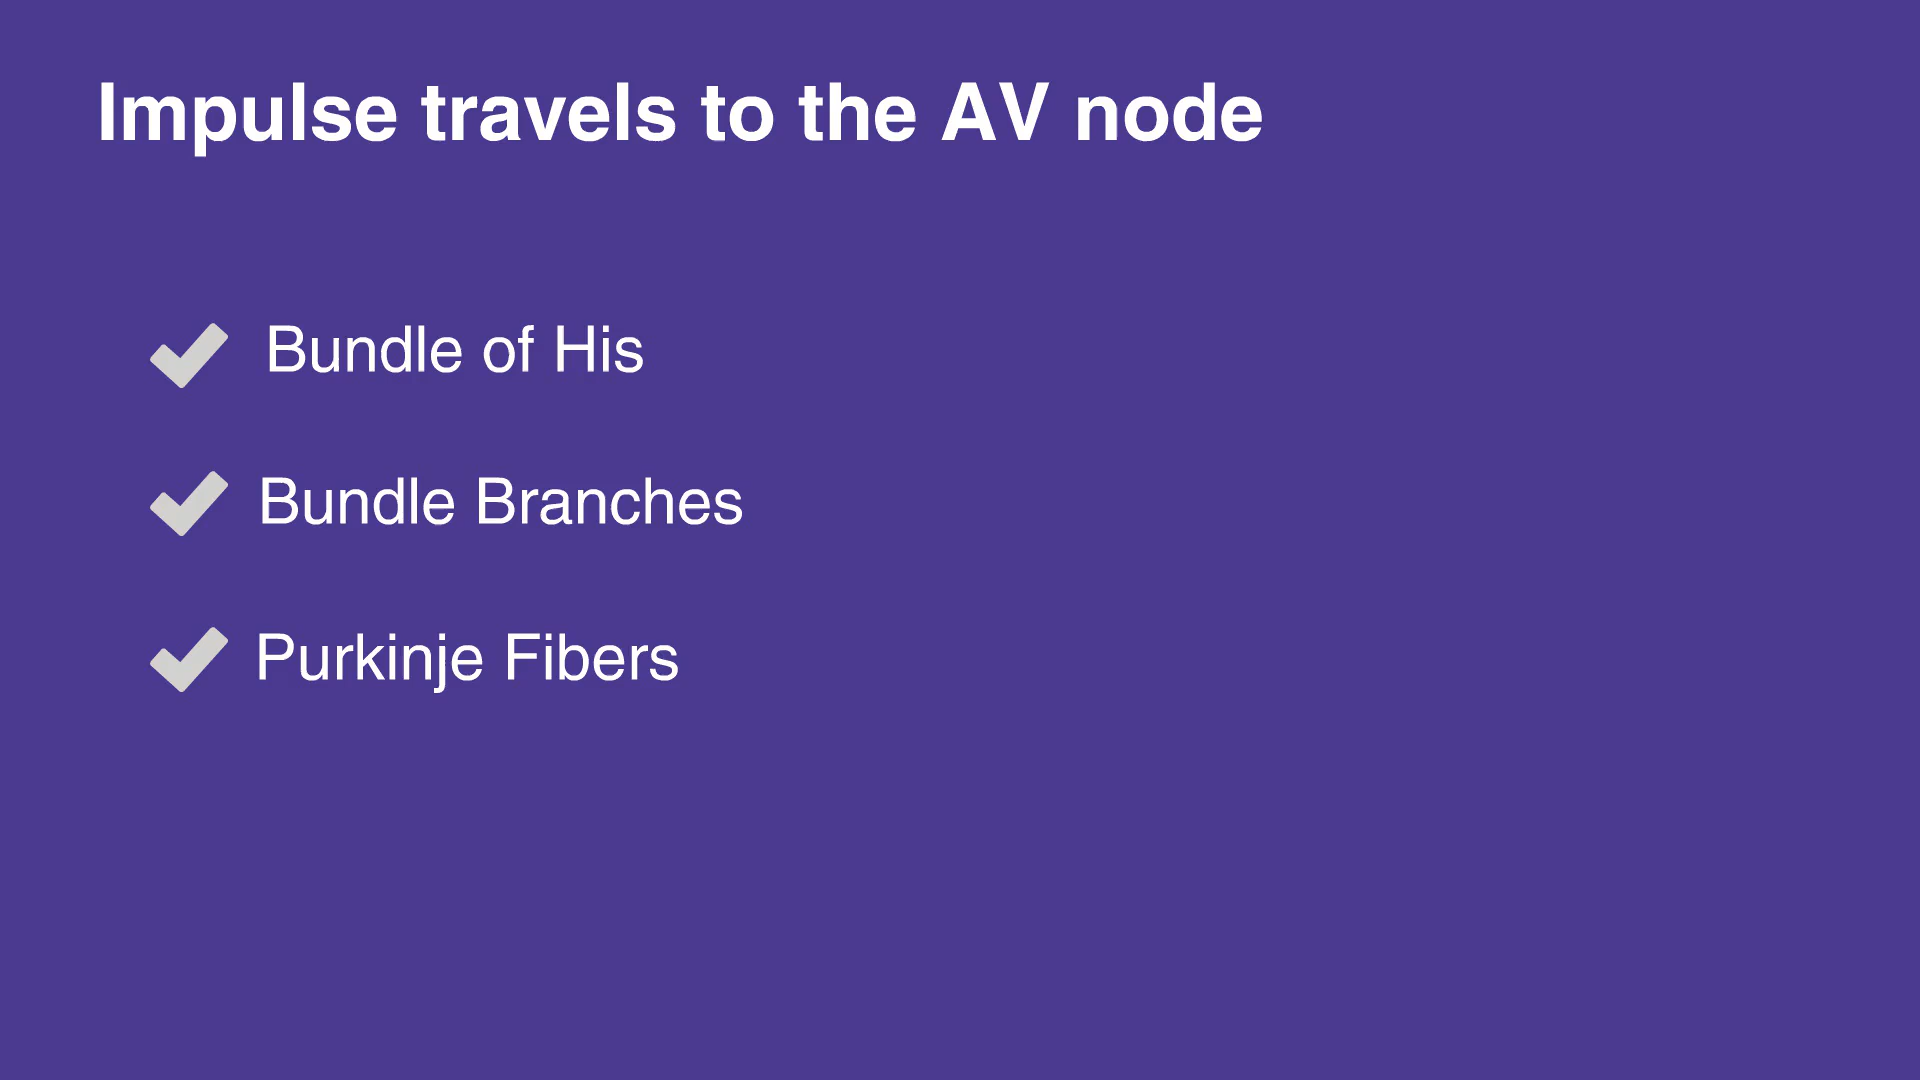 Impulse travels to the AV node
Bundle of His
Bundle Branches
Purkinje Fibers